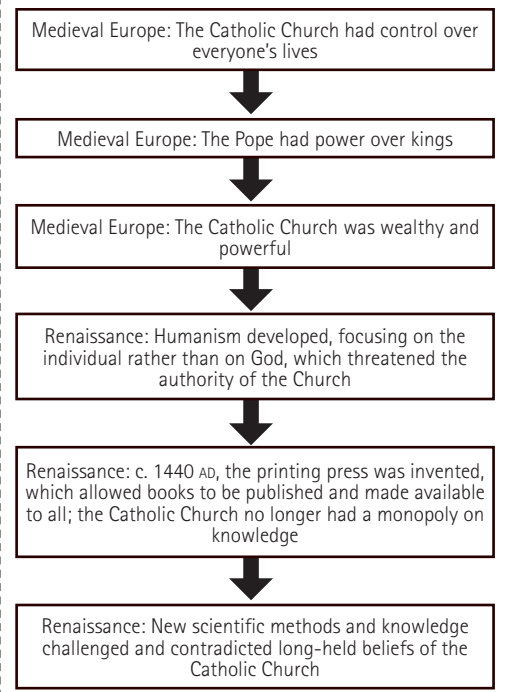 Medieval Europe: The Catholic Church had control over
everyone's lives
Medieval Europe: The Pope had power over kings
Medieval Europe: The Catholic Church was wealthy and
powerful
Renaissance: Humanism developed, focusing on the
individual rather than on God, which threatened the
authority of the Church
Renaissance: c. 1440 AD, the printing press was invented,
which allowed books to be published and made available
to all; the Catholic Church no longer had a monopoly on
knowledge
Renaissance: New scientific methods and knowledge
challenged and contradicted long-held beliefs of the
Catholic Church